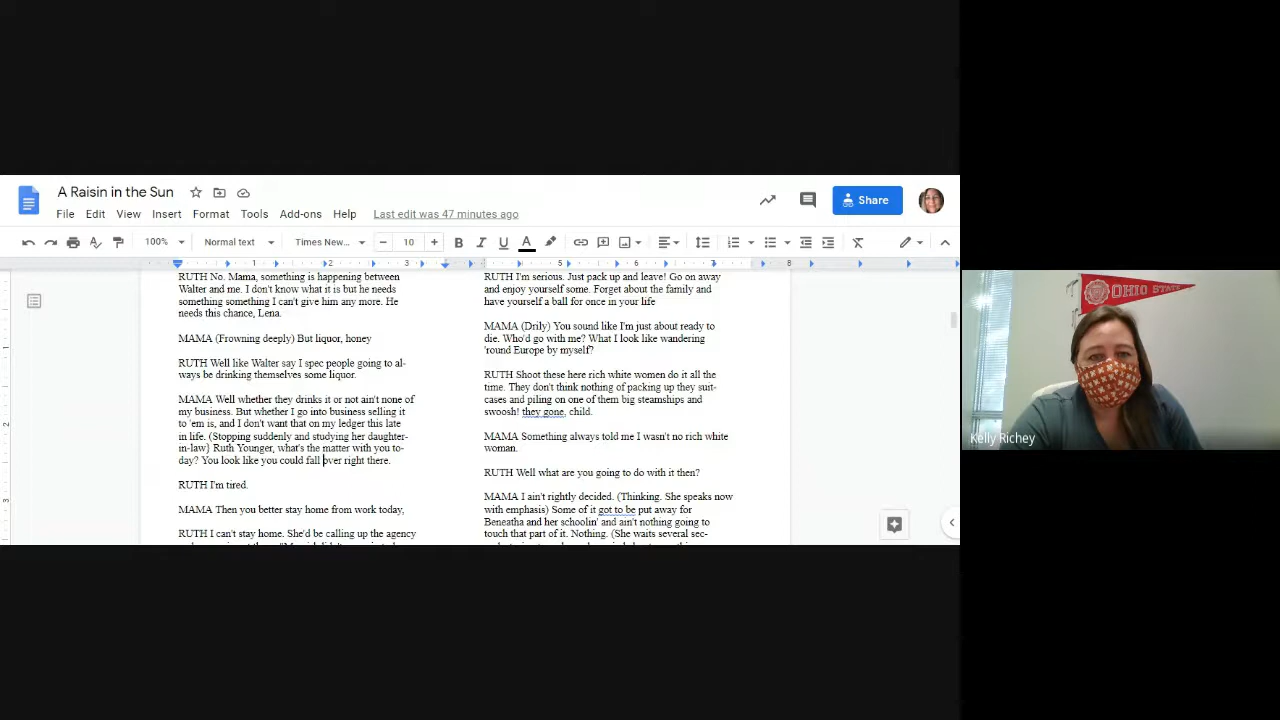 A Raisin in the Sun
File Edit View Insert Format Tools Add-ons Help Last edit was 47 minutes ago
Share
100% Normal text Times New... 10 B I U A
1 2 3 5 6 7 8
RUTH No. Mama, something is happening between
Walter and me. I don't know what it is but he needs
something something I can't give him any more. He
needs this chance, Lena.
MAMA (Frowning deeply) But liquor, honey
RUTH Well like Walter say I spec people going to al-
ways be drinking themselves some liquor.
MAMA Well whether they drinks it or not ain't none of
my business. But whether I go into business selling it
to 'em is, and I don't want that on my ledger this late
in life. (Stopping suddenly and studying her daughter-
in-law) Ruth Younger, what's the matter with you to-
day? You look like you could fall over right there.
RUTH I'm tired.
MAMA Then you better stay home from work today,
RUTH I can't stay home. She'd be calling up the agency
RUTH I'm serious. Just pack up and leave! Go on away
and enjoy yourself some. Forget about the family and
have yourself a ball for once in your life
MAMA (Drily) You sound like I'm just about ready to
die. Who'd go with me? What I look like wandering
'round Europe by myself?
RUTH Shoot these here rich white women do it all the
time. They don't think nothing of packing up they suit-
cases and piling on one of them big steamships and
swoosh! they gone, child.
MAMA Something always told me I wasn't no rich white
woman.
RUTH Well what are you going to do with it then?
MAMA I ain't rightly decided. (Thinking. She speaks now
with emphasis) Some of it got to be put away for
Beneatha and her schoolin' and ain't nothing going to
touch that part of it. Nothing. (She waits several sec-
1
2
3
OHIO STATE
Kelly Richey